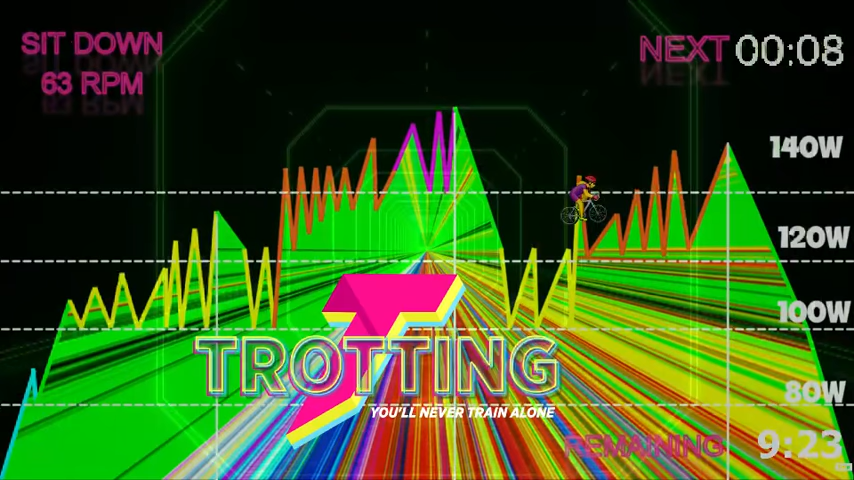 SIT DOWN
63 RPM
NEXT 00:08
140W
120W
100W
80W
TROTTING
YOU'LL NEVER TRAIN ALONE
REMAINING 9:23